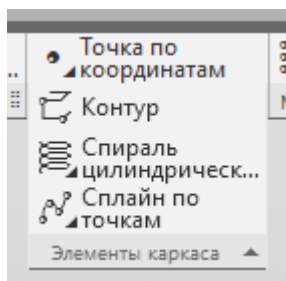 Точка по
координатам
Контур
Спираль
цилиндрическ...
Сплайн по
точкам
Элементы каркаса